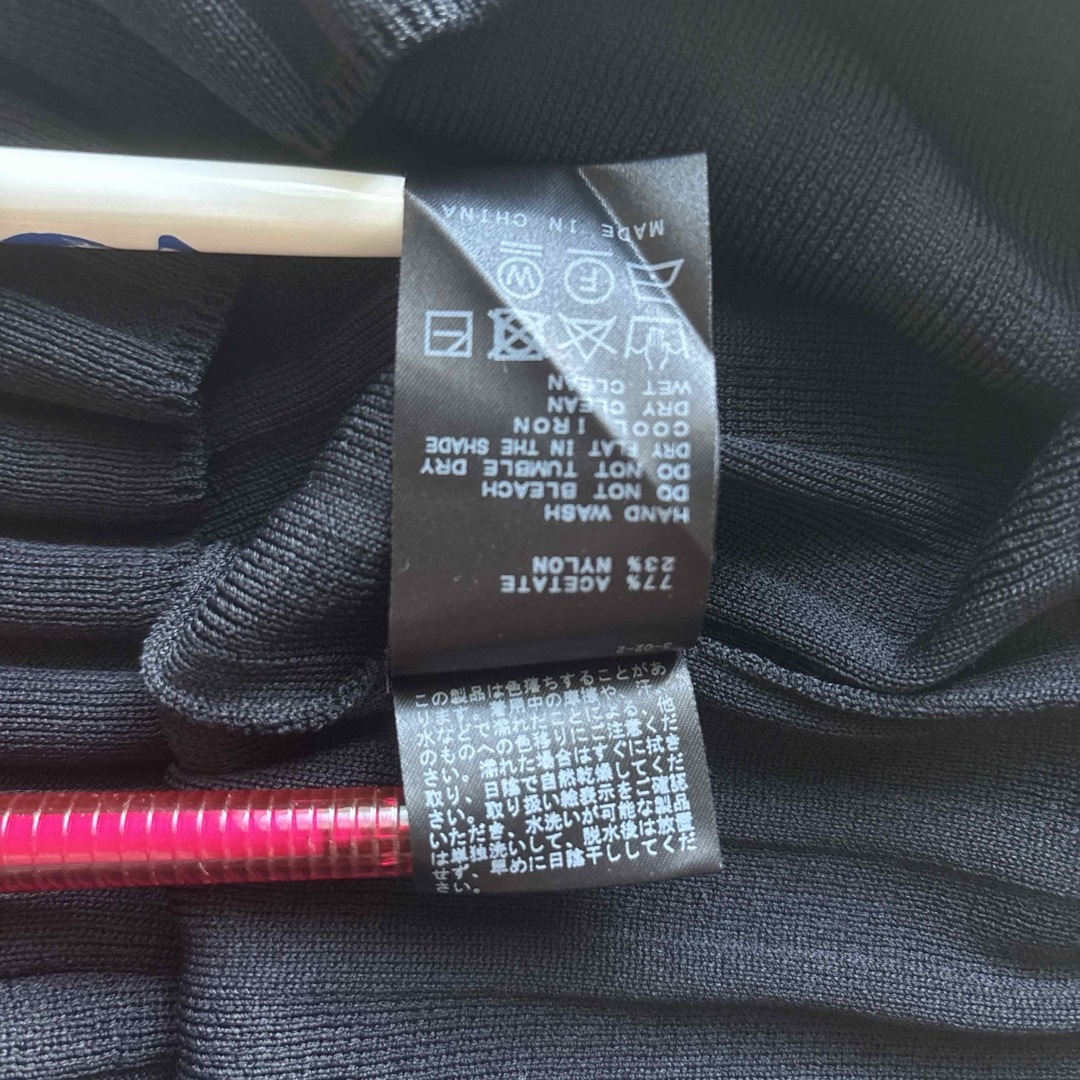 77% ACETATE
23% NYLON
HAND WASH
DO NOT BLEACH
DO NOT TUMBLE DRY
DRY FLAT IN THE SHADE
COOL IRON
DRY CLEAN
WET CLEAN
F
W
MADE IN CHINA
この製品は色落ちすることがあ
ります。着用中の摩擦や、汗、
水などで濡れたことによる、他
のものへの色移りにご注意くだ
さい。濡れた場合はすぐに拭き
取り、日陰で自然乾燥してくだ
さい。取り扱い絵表示をご確認
いただき、水洗いが可能な製品
は単独洗いして、脱水後は放置
せず、早めに日陰干ししてくだ
さい。